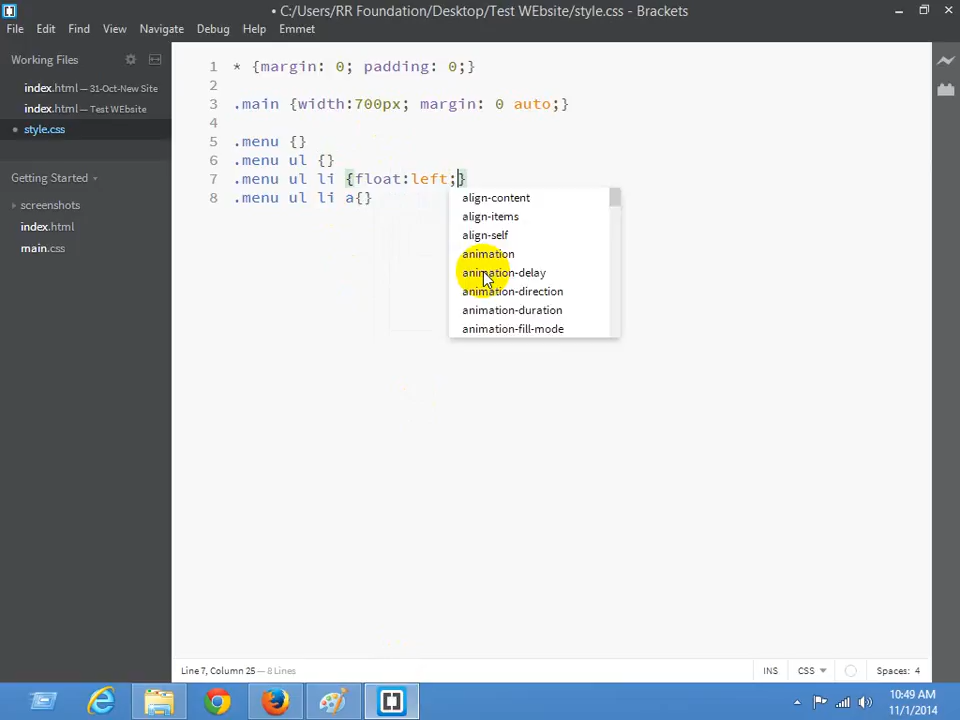 • C:/Users/RR Foundation/Desktop/Test WEbsite/style.css - Brackets
File Edit Find View Navigate Debug Help Emmet
Working Files
index.html — 31-Oct-New Site
index.html — Test WEbsite
• style.css
Getting Started
screenshots
index.html
main.css
1 * {margin: 0; padding: 0;}
2
3 .main {width:700px; margin: 0 auto;}
4
5 .menu {}
6 .menu ul {}
7 .menu ul li {float:left;}
8 .menu ul li a{}
align-content
align-items
align-self
animation
animation-delay
animation-direction
animation-duration
animation-fill-mode
Line 7, Column 25 — 8 Lines
INS CSS Spaces: 4
10:49 AM
11/1/2014